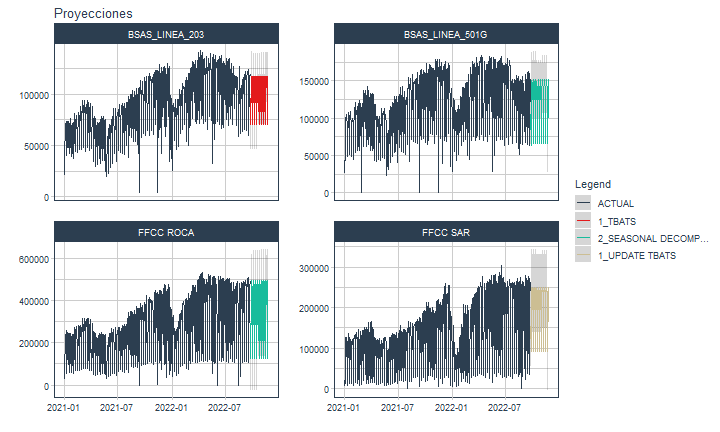 Proyecciones
BSAS_LINEA_203
BSAS_LINEA_501G
100000
50000
0
150000
100000
50000
0
FFCC ROCA
FFCC SAR
600000
400000
200000
0
300000
200000
100000
0
2021-01
2021-07
2022-01
2022-07
2021-01
2021-07
2022-01
2022-07
Legend
ACTUAL
1_TBATS
2_SEASONAL DECOMP...
1_UPDATE TBATS